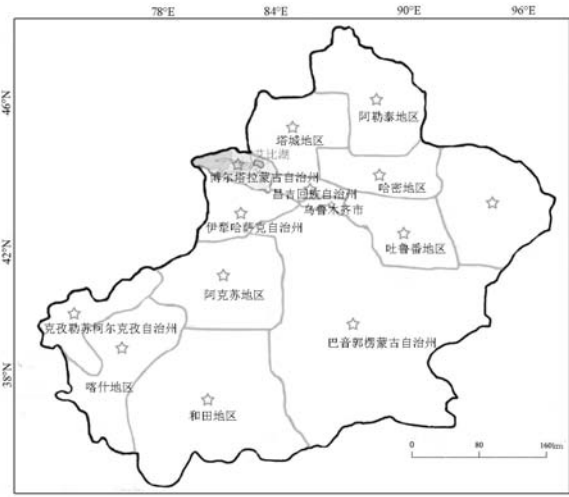 78°E
84°E
90°E
96°E
46°N
42°N
38°N
阿勒泰地区
塔城地区
艾比湖
博尔塔拉蒙古自治州
昌吉回族自治州
哈密地区
乌鲁木齐市
伊犁哈萨克自治州
吐鲁番地区
阿克苏地区
克孜勒苏柯尔克孜自治州
巴音郭楞蒙古自治州
喀什地区
和田地区
0
80
160km